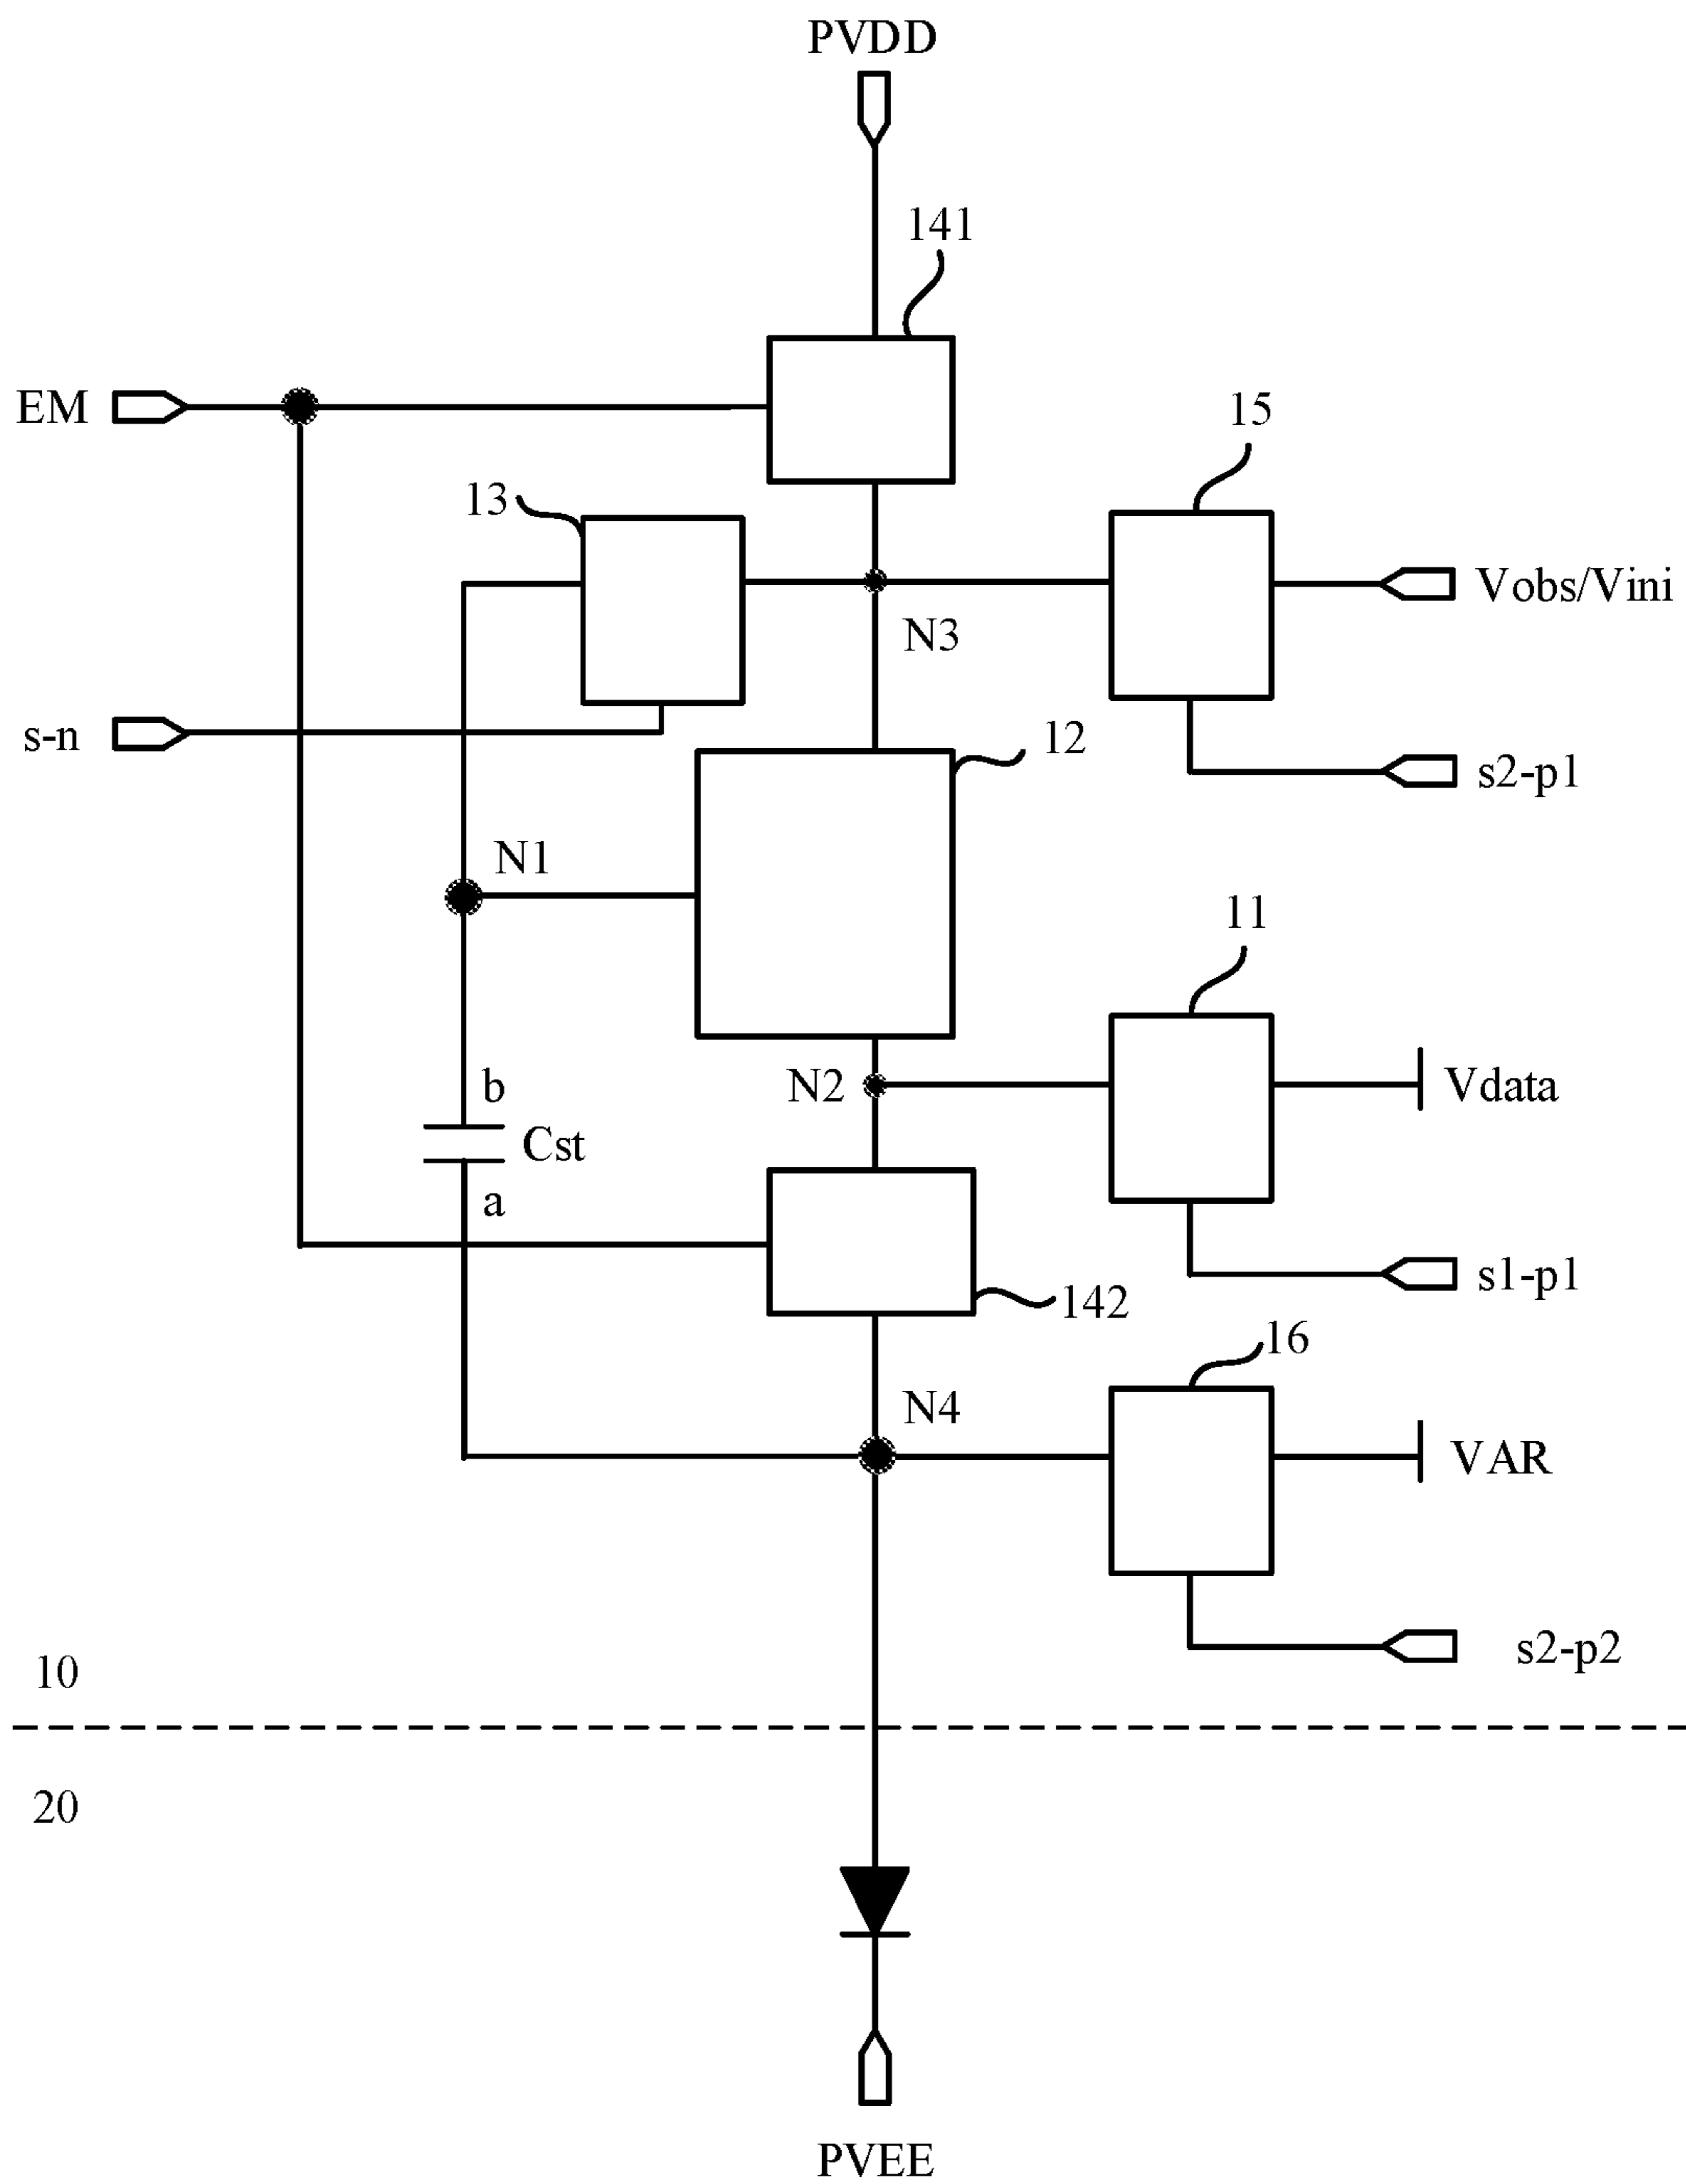 PVDD
141
EM
15
13
Vobs/Vini
N3
s-n
12
s2-p1
N1
11
b
N2
Vdata
Cst
a
s1-p1
142
16
N4
VAR
s2-p2
10
20
PVEE